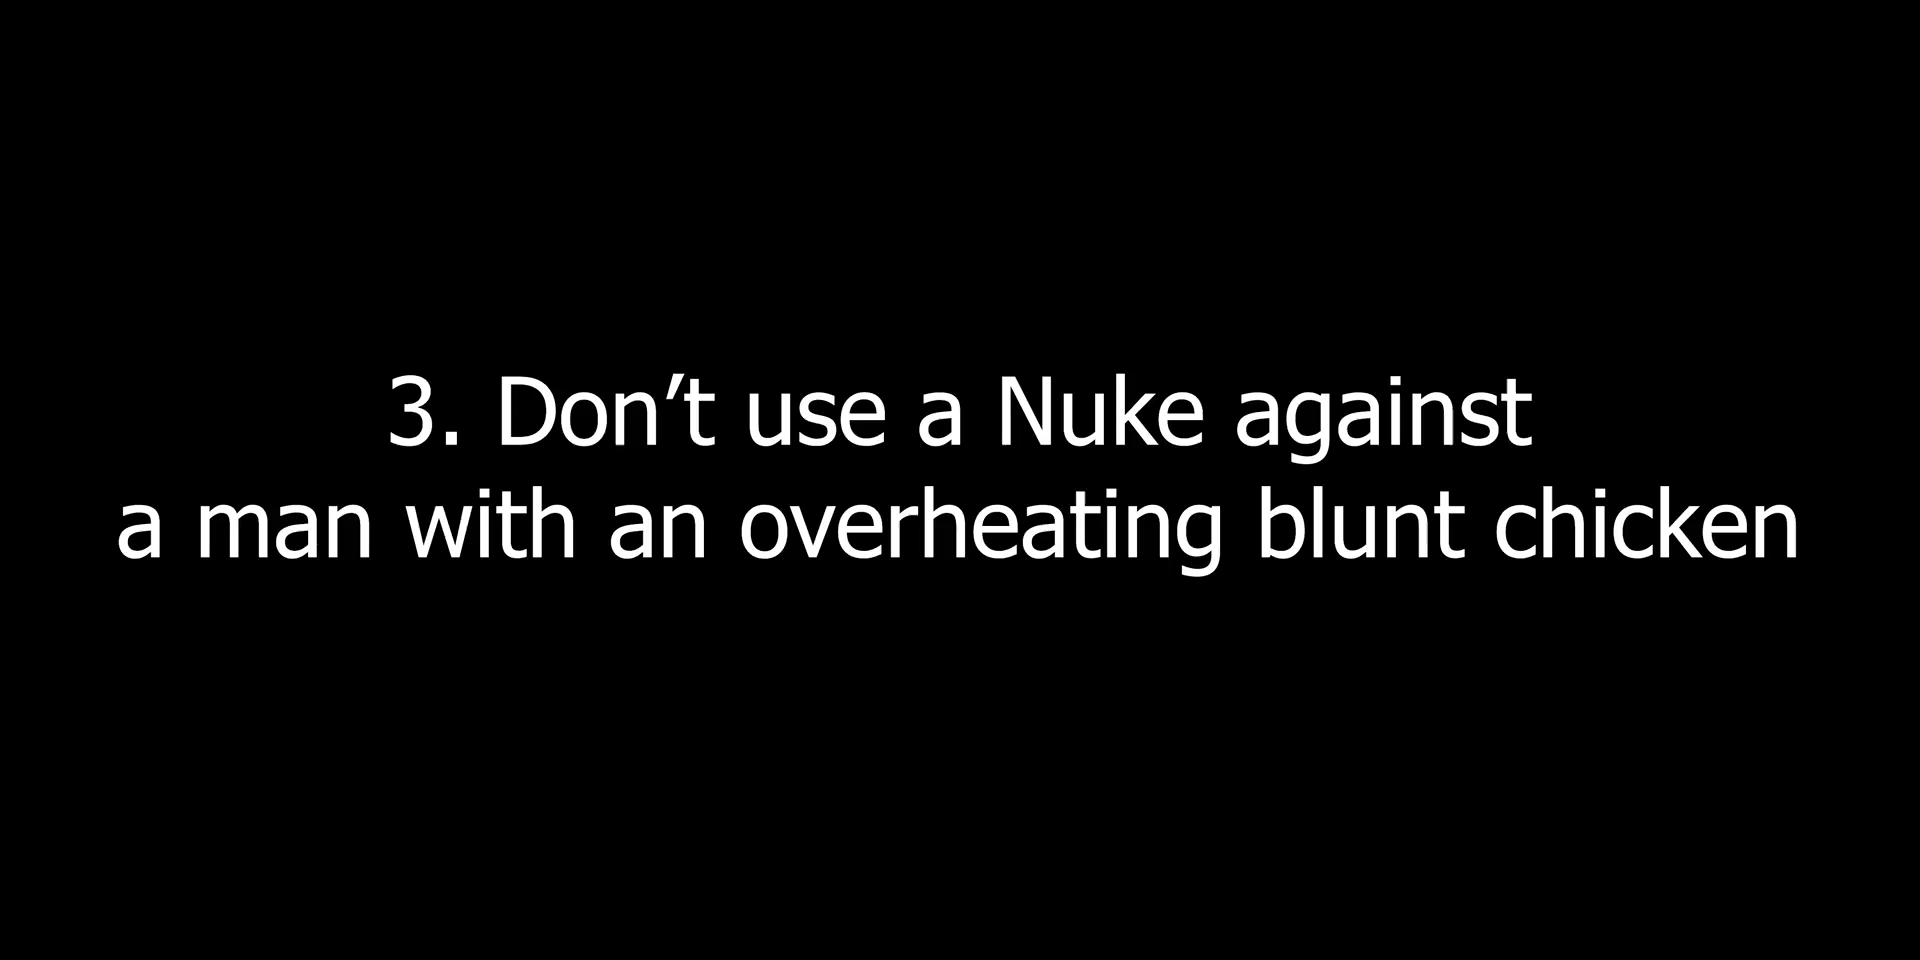 3. Don’t use a Nuke against
a man with an overheating blunt chicken